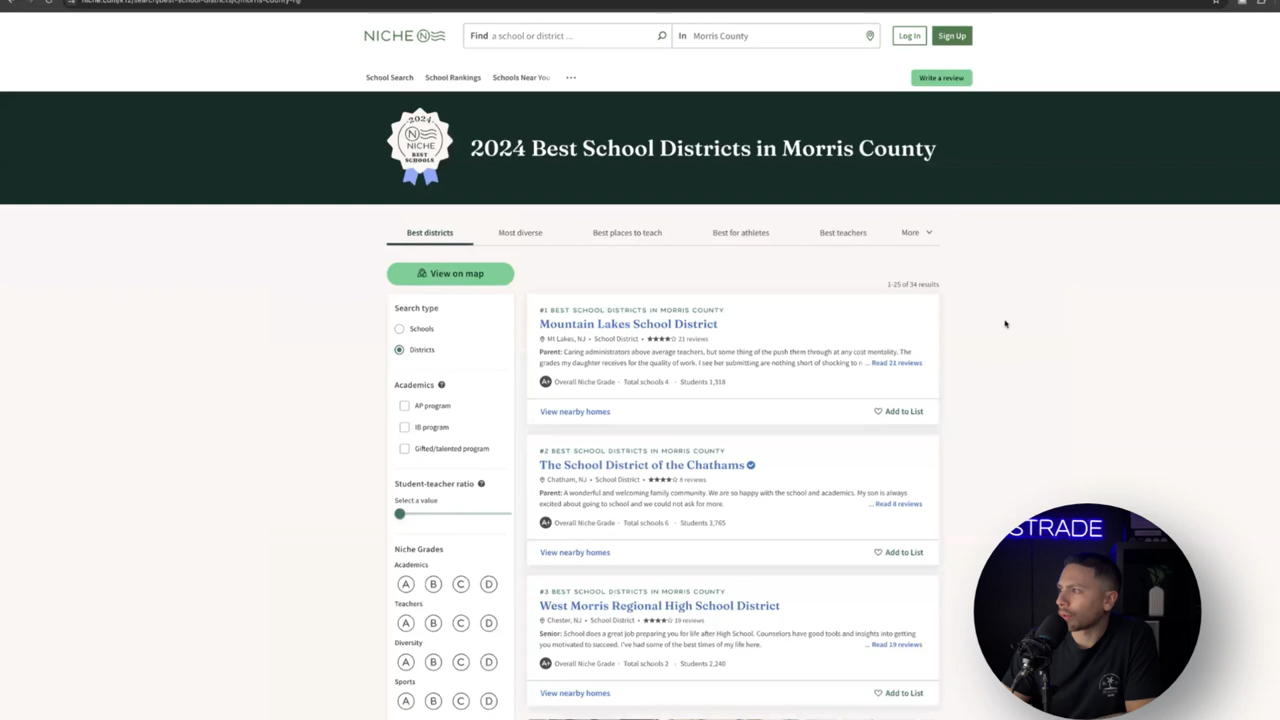 NICHE
Find a school or district ...
In Morris County
Log In
Sign Up
School Search
School Rankings
Schools Near You
Write a review
2024
NICHE
BEST
SCHOOLS
2024 Best School Districts in Morris County
Best districts
Most diverse
Best places to teach
Best for athletes
Best teachers
More
View on map
1-25 of 34 results
Search type
Schools
Districts
Academics
AP program
IB program
Gifted/talented program
Student-teacher ratio
Select a value
Niche Grades
Academics
A B C D
Teachers
A B C D
Diversity
A B C D
Sports
A B C D
#1 BEST SCHOOL DISTRICTS IN MORRIS COUNTY
Mountain Lakes School District
Mt Lakes, NJ · School District · 21 reviews
Parent: Caring administrators above average teachers, but some thing of the push them through at any cost mentality. The
grades my daughter receives for the quality of work. I see her submitting are nothing short of shocking to n ... Read 21 reviews
A+ Overall Niche Grade · Total schools 4 · Students 1,318
View nearby homes
Add to List
#2 BEST SCHOOL DISTRICTS IN MORRIS COUNTY
The School District of the Chathams
Chatham, NJ · School District · 8 reviews
Parent: A wonderful and welcoming family community. We are so happy with the school and academics. My son is always
excited about going to school and we could not ask for more. ... Read 8 reviews
A+ Overall Niche Grade · Total schools 6 · Students 3,765
View nearby homes
Add to List
#3 BEST SCHOOL DISTRICTS IN MORRIS COUNTY
West Morris Regional High School District
Chester, NJ · School District · 19 reviews
Senior: School does a great job preparing you for life after High School. Counselors have good tools and insights into getting
you motivated to succeed. I've had some of the best times of my life here. ... Read 19 reviews
A+ Overall Niche Grade · Total schools 2 · Students 2,240
View nearby homes
Add to List
STRADE